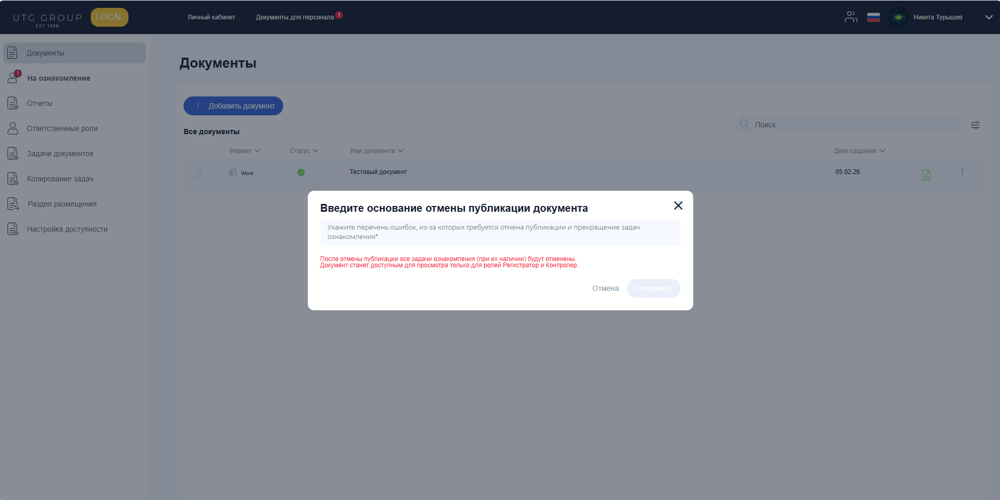 UTG GROUP
EST. 1998
LOCAL
Личный кабинет
Документы для персонала
1
Никита Турышев
Документы
1
На ознакомление
Отчеты
Ответственные роли
Задачи документов
Копирование задач
Раздел размещения
Настройка доступности
Документы
Добавить документ
Поиск
Все документы
Формат
Статус
Имя документа
Дата создания
Word
Тестовый документ
05.02.26
Введите основание отмены публикации документа
Укажите перечень ошибок, из-за которых требуется отмена публикации и прекращение задач
ознакомления*
После отмены публикации все задачи ознакомления (при их наличии) будут отменены.
Документ станет доступным для просмотра только для ролей Регистратор и Контролер.
Отмена
Отправить